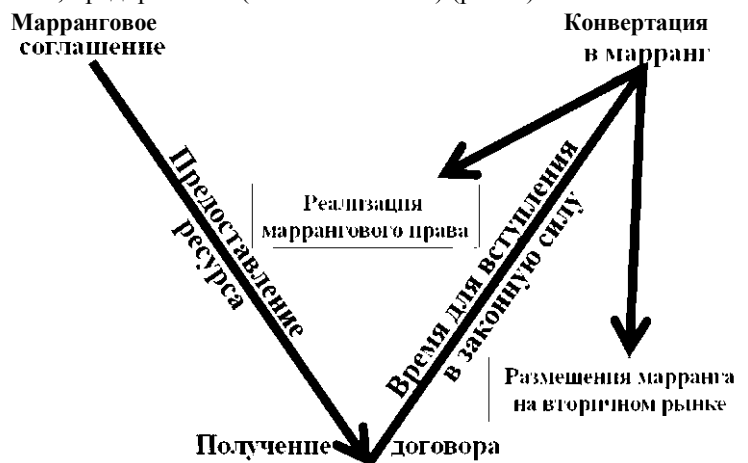 Марранговое
соглашение
Конвертация
в марранг
Предоставление
ресурса
Реализация
маррангового права
Время для вступления
в законную силу
Размещения марранга
на вторичном рынке
Получение договора